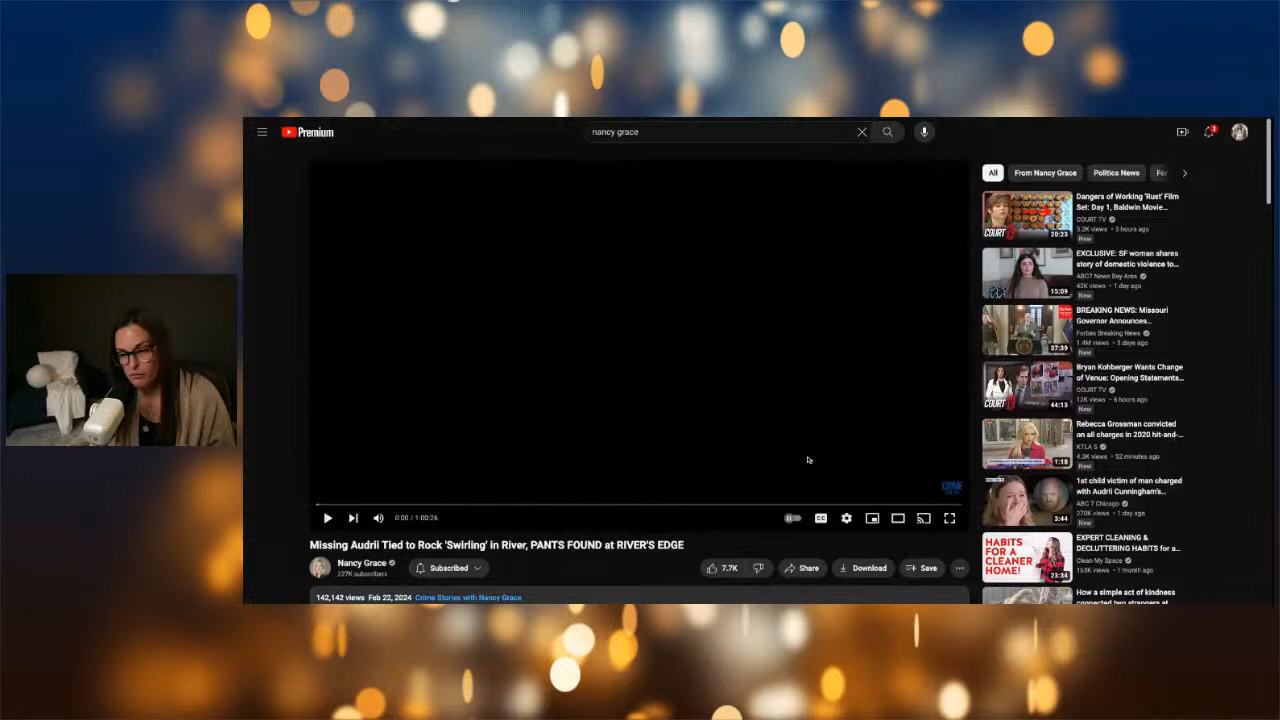 Premium
nancy grace
3
All
From Nancy Grace
Politics News
For
Dangers of Working 'Rust' Film
Set: Day 1, Baldwin Movie...
COURT TV
5.2K views • 3 hours ago
New
COURT
20:23
EXCLUSIVE: SF woman shares
story of domestic violence to...
ABC7 News Bay Area
42K views • 1 day ago
New
15:09
BREAKING NEWS: Missouri
Governor Announces...
Forbes Breaking News
1.4M views • 3 days ago
New
37:39
Bryan Kohberger Wants Change
of Venue: Opening Statements...
COURT TV
12K views • 6 hours ago
New
COURT
44:13
Rebecca Grossman convicted
on all charges in 2020 hit-and-...
KTLA 5
4.3K views • 52 minutes ago
New
1:18
1st child victim of man charged
with Audrii Cunningham's...
ABC 7 Chicago
270K views • 1 day ago
New
3:44
EXPERT CLEANING &
DECLUTTERING HABITS for a...
Clean My Space
153K views • 1 month ago
HABITS
FOR A
CLEANER
HOME!
23:34
How a simple act of kindness
connected two strangers at
CRIME
0:00 / 1:00:26
CC
Missing Audrii Tied to Rock 'Swirling' in River, PANTS FOUND at RIVER'S EDGE
Nancy Grace
227K subscribers
Subscribed
7.7K
Share
Download
Save
142,142 views Feb 22, 2024 Crime Stories with Nancy Grace